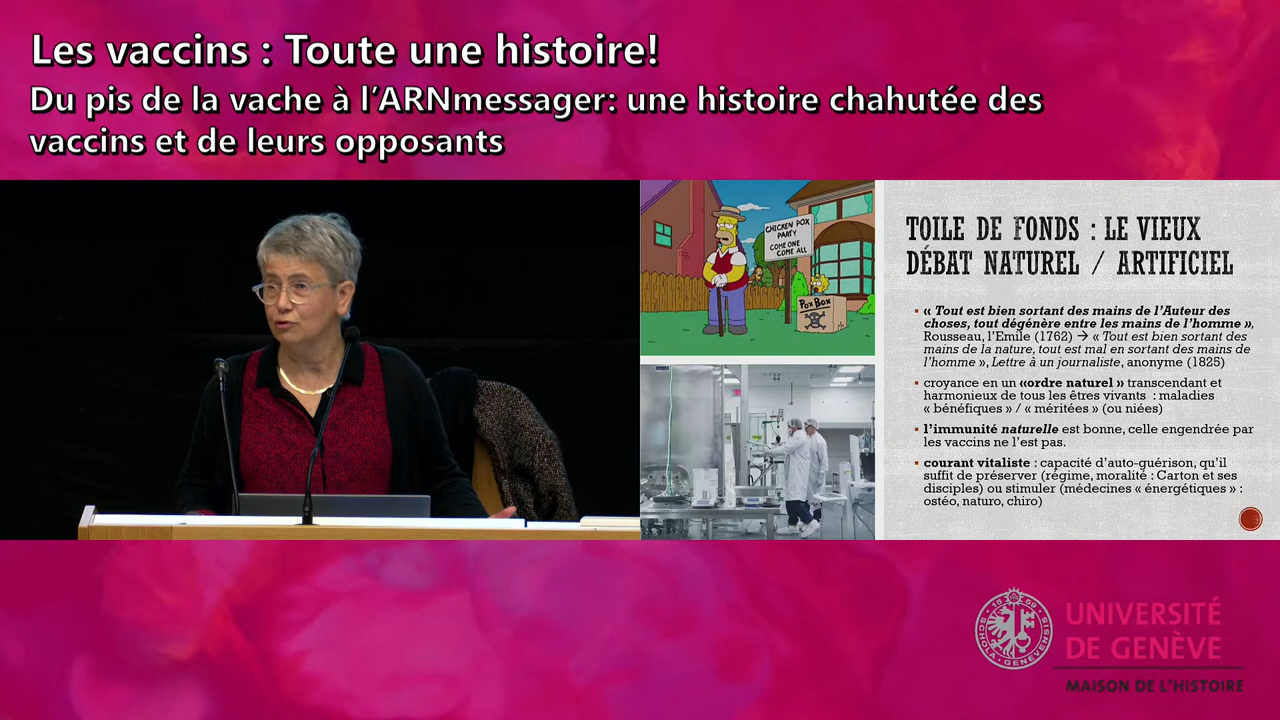 Les vaccins : Toute une histoire!
Du pis de la vache à l'ARNmessager: une histoire chahutée des
vaccins et de leurs opposants
CHICKEN POX
PARTY
COME ONE
COME ALL
POX BOX
TOILE DE FONDS : LE VIEUX
DÉBAT NATUREL / ARTIFICIEL
▪ « Tout est bien sortant des mains de l'Auteur des
choses, tout dégénère entre les mains de l'homme »,
Rousseau, l'Emile (1762) → « Tout est bien sortant des
mains de la nature, tout est mal en sortant des mains de
l'homme », Lettre à un journaliste, anonyme (1825)
▪ croyance en un «ordre naturel » transcendant et
harmonieux de tous les êtres vivants : maladies
« bénéfiques » / « méritées » (ou niées)
▪ l'immunité naturelle est bonne, celle engendrée par
les vaccins ne l'est pas.
▪ courant vitaliste : capacité d'auto-guérison, qu'il
suffit de préserver (régime, moralité : Carton et ses
disciples) ou stimuler (médecines « énergétiques » :
ostéo, naturo, chiro)
1559
SCHOLA GENEVENSIS
UNIVERSITÉ
DE GENÈVE
MAISON DE L'HISTOIRE